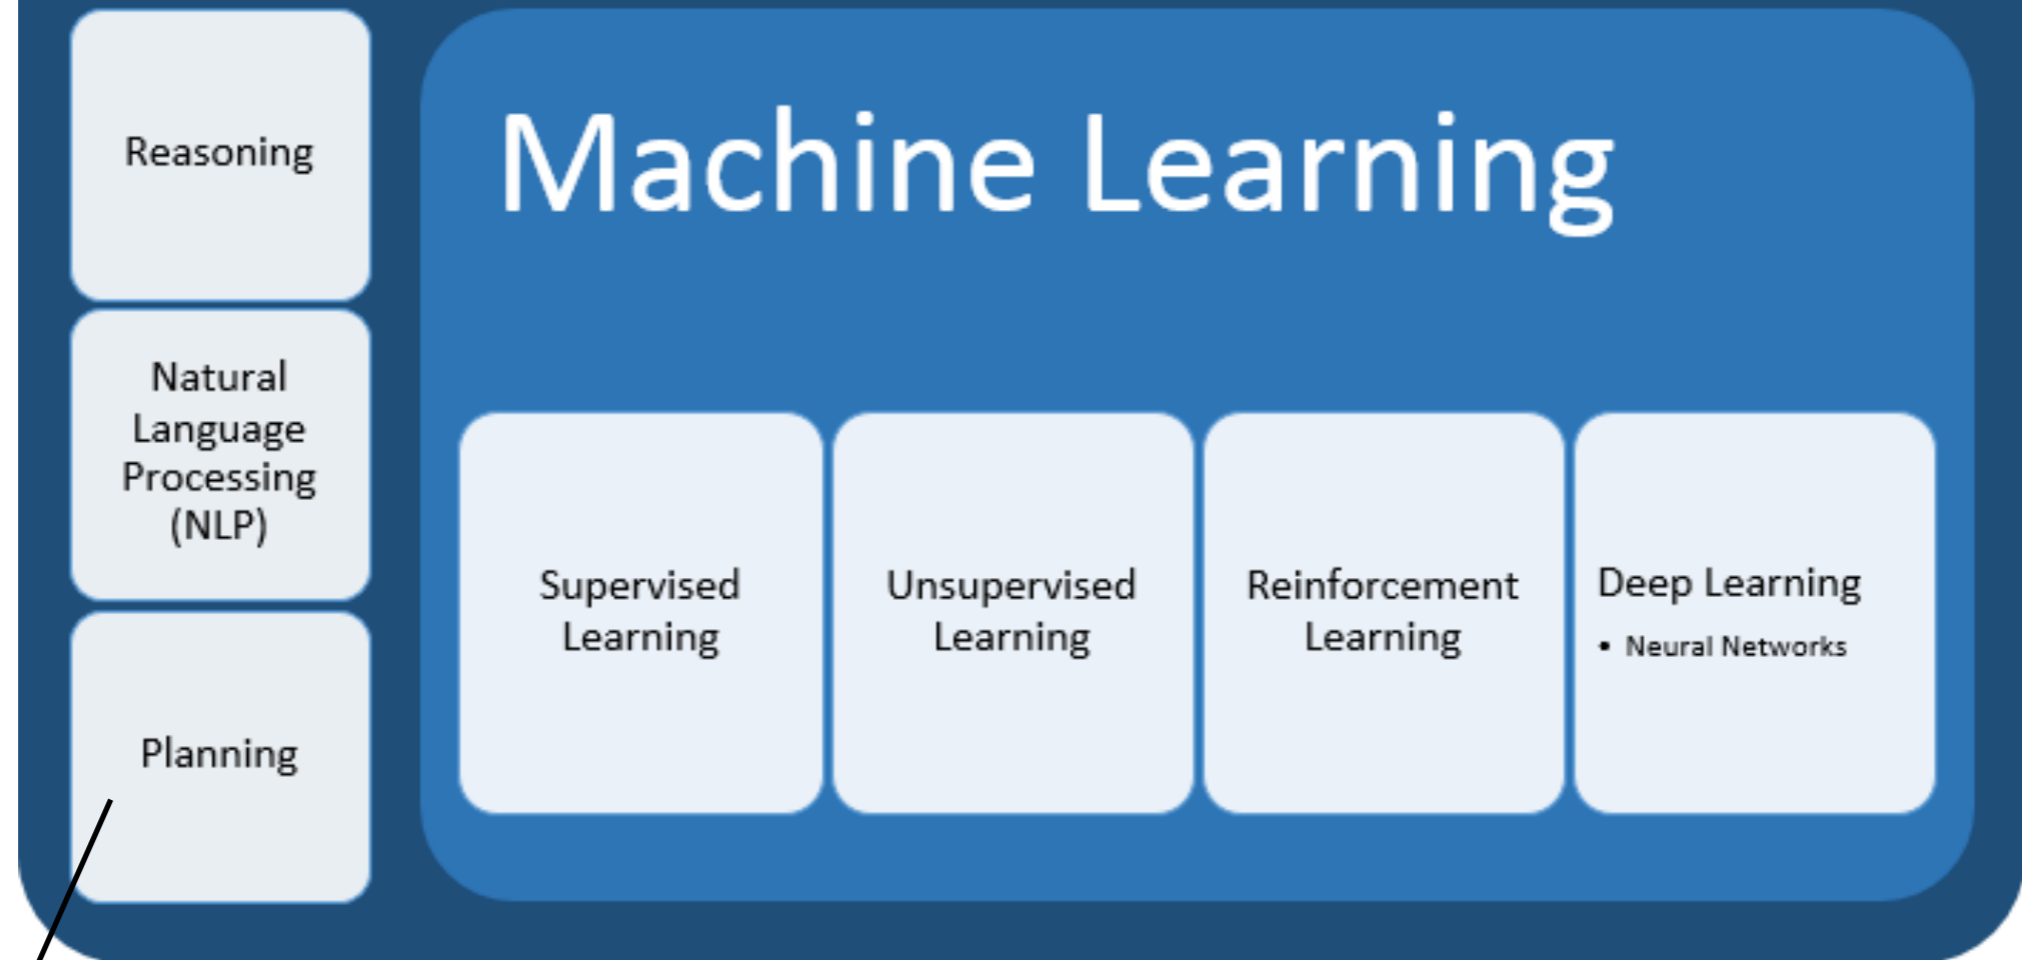 Reasoning
Natural
Language
Processing
(NLP)
Planning
Machine Learning
Supervised
Learning
Unsupervised
Learning
Reinforcement
Learning
Deep Learning
• Neural Networks